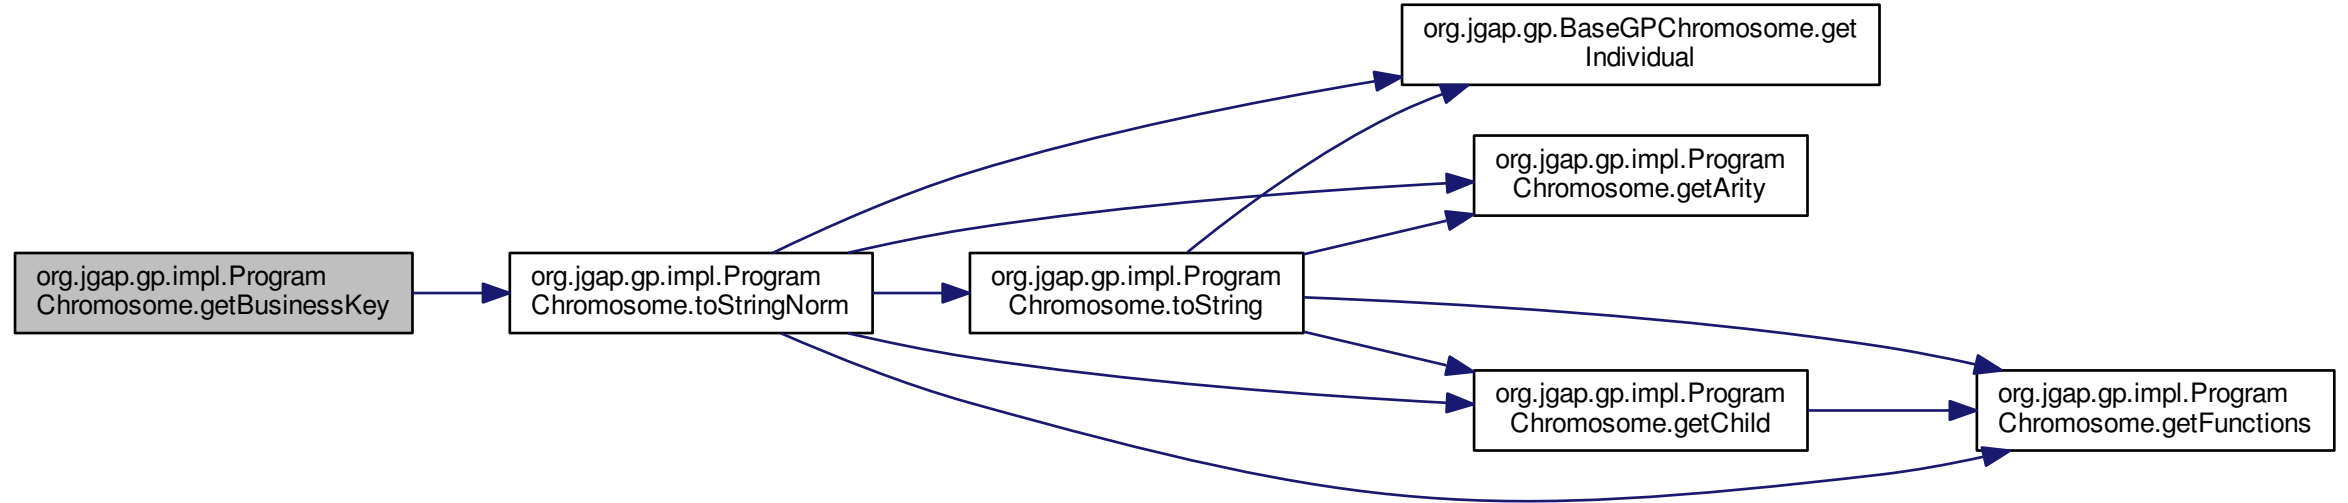 org.jgap.gp.impl.Program
Chromosome.getBusinessKey
org.jgap.gp.impl.Program
Chromosome.toStringNorm
org.jgap.gp.impl.Program
Chromosome.toString
org.jgap.gp.BaseGPChromosome.get
Individual
org.jgap.gp.impl.Program
Chromosome.getArity
org.jgap.gp.impl.Program
Chromosome.getChild
org.jgap.gp.impl.Program
Chromosome.getFunctions